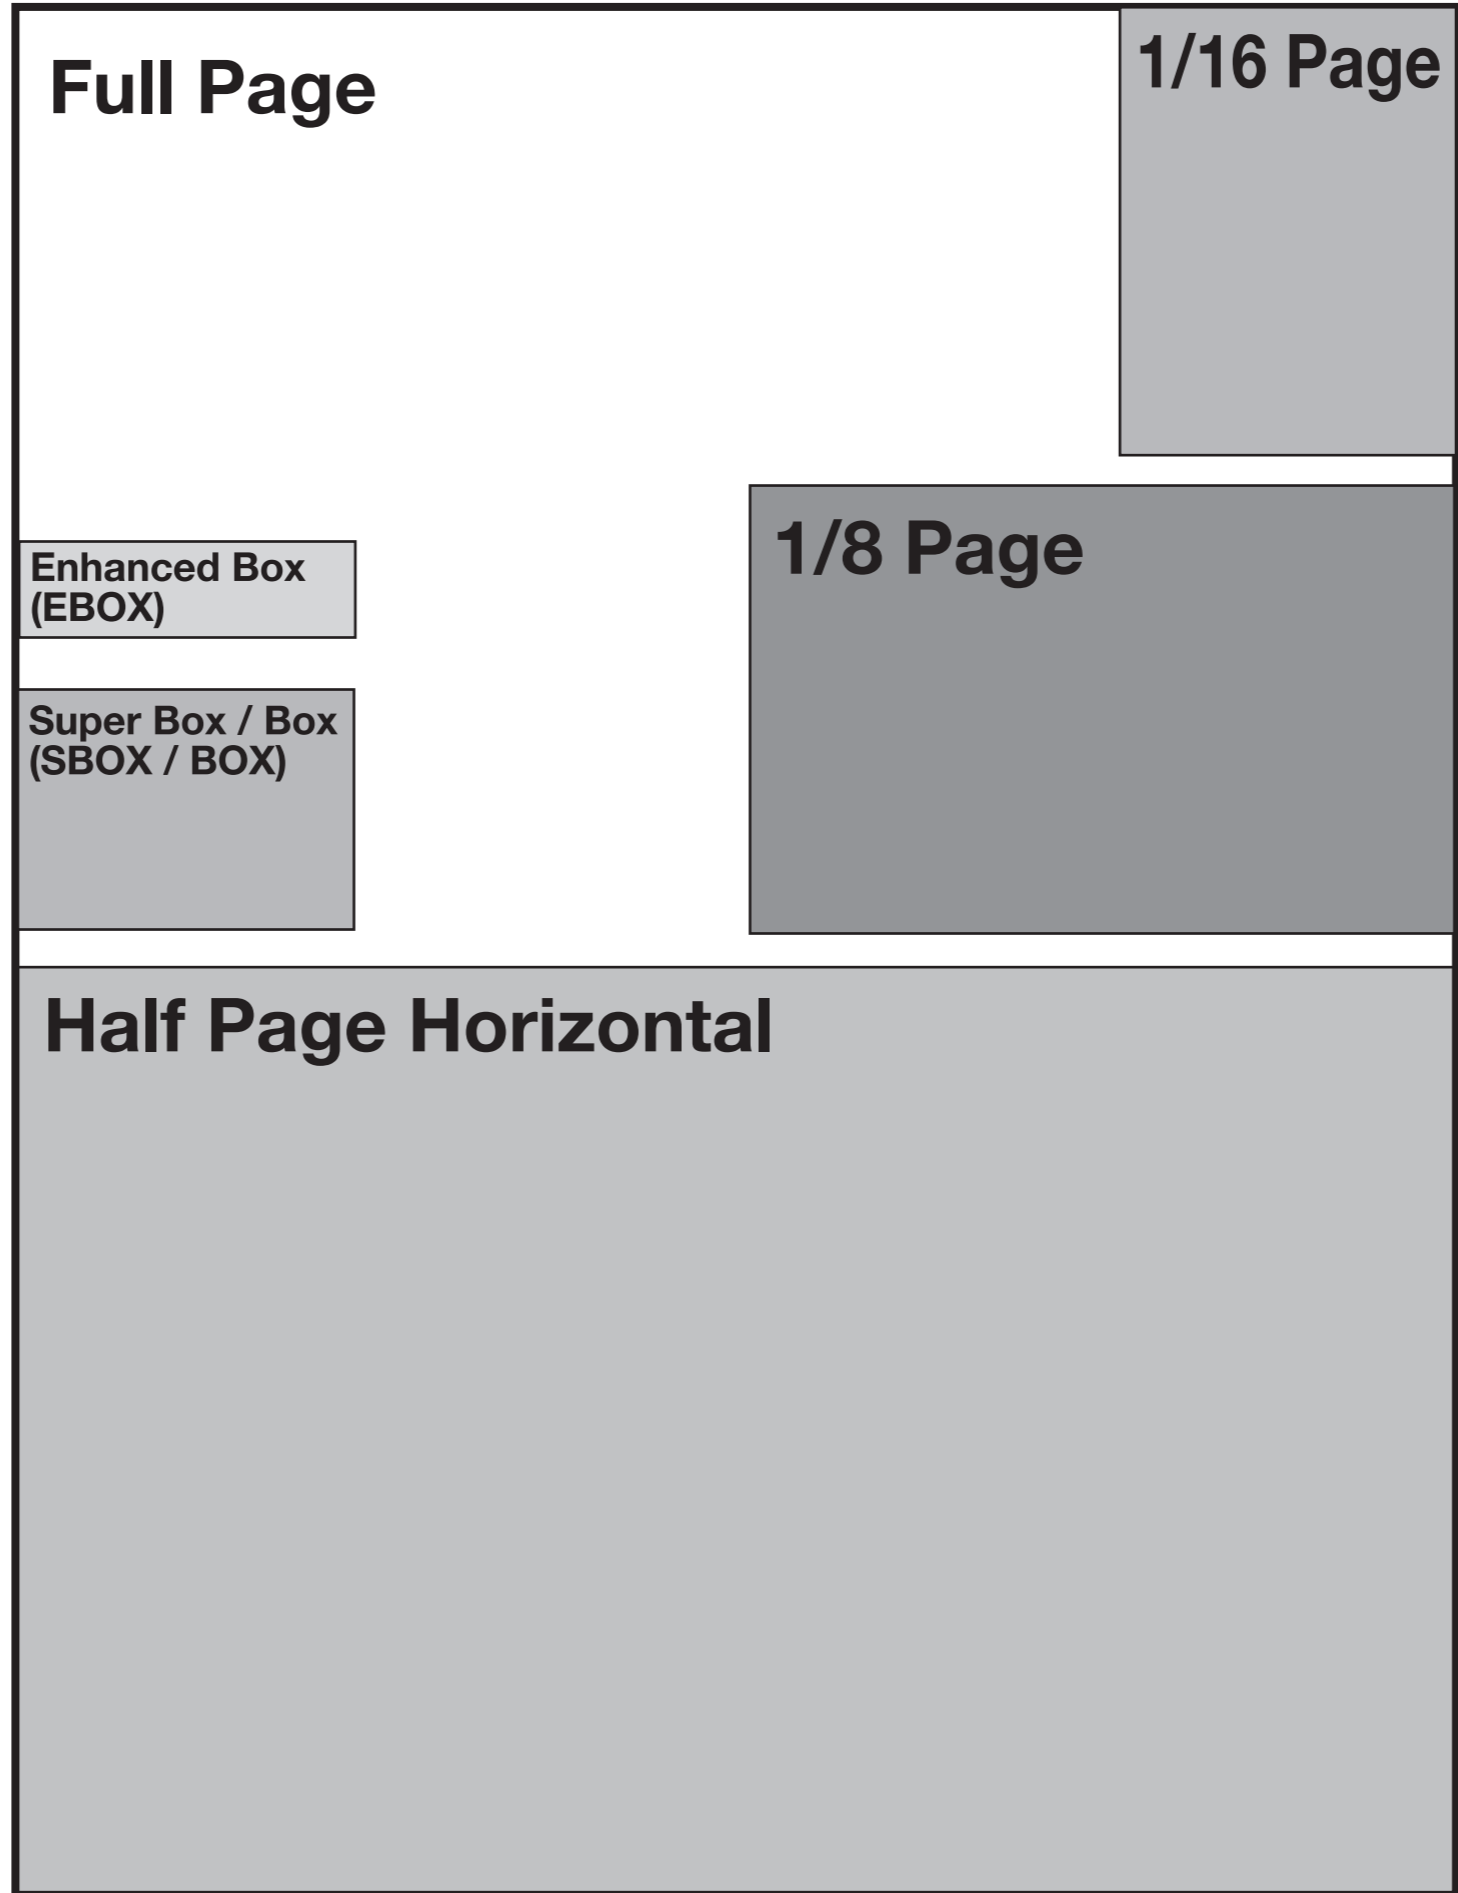 Full Page
1/16 Page
1/8 Page
Enhanced Box
(EBOX)
Super Box / Box
(SBOX / BOX)
Half Page Horizontal